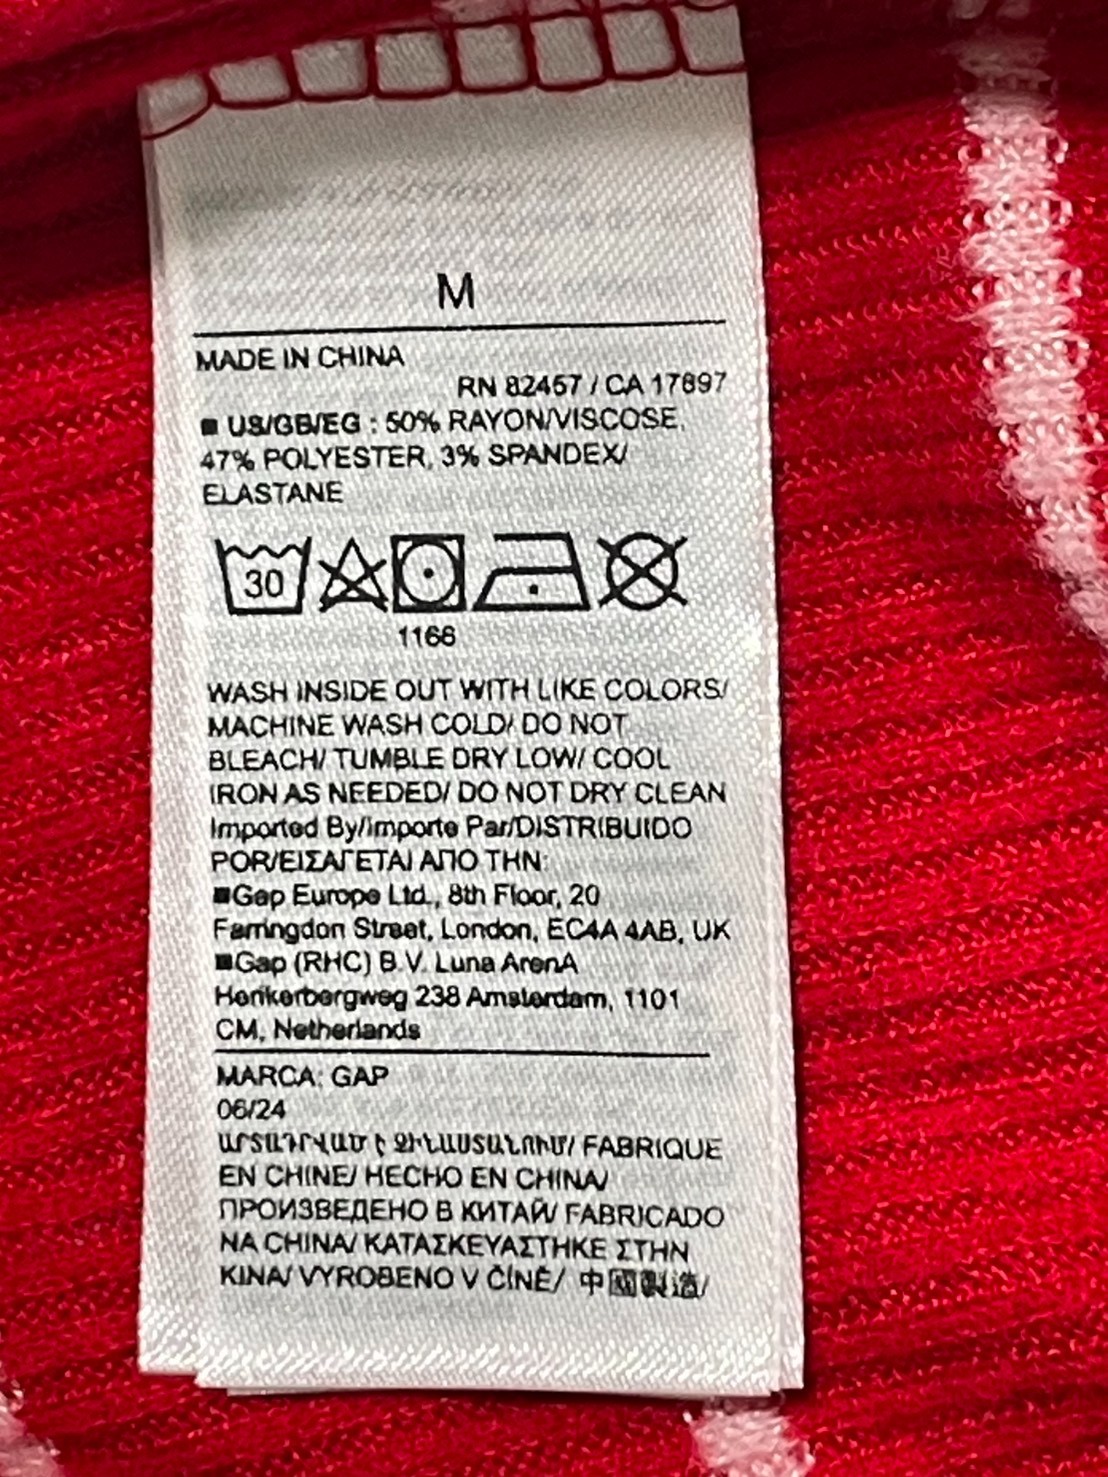 M
MADE IN CHINA
RN 82457 / CA 17897
■ US/GB/EG : 50% RAYON/VISCOSE,
47% POLYESTER, 3% SPANDEX/
ELASTANE
30
1166
WASH INSIDE OUT WITH LIKE COLORS/
MACHINE WASH COLD/ DO NOT
BLEACH/ TUMBLE DRY LOW/ COOL
IRON AS NEEDED/ DO NOT DRY CLEAN
Imported By/Importe Par/DISTRIBUIDO
POR/ΕΙΣΑΓΕΤΑΙ ΑΠΟ ΤΗΝ:
■Gap Europe Ltd., 8th Floor, 20
Farringdon Street, London, EC4A 4AB, UK
■Gap (RHC) B.V. Luna ArenA
Herikerbergweg 238 Amsterdam, 1101
CM, Netherlands
MARCA: GAP
06/24
ԱՐՏԱԴՐՎԱԾ Է ՉԻՆԱՍՏԱՆՈՒՄ/ FABRIQUE
EN CHINE/ HECHO EN CHINA/
ПРОИЗВЕДЕНО В КИТАЙ/ FABRICADO
NA CHINA/ ΚΑΤΑΣΚΕΥΑΣΤΗΚΕ ΣΤΗΝ
ΚΙΝΑ/ VYROBENO V ČÍNĚ/ 中國製造/